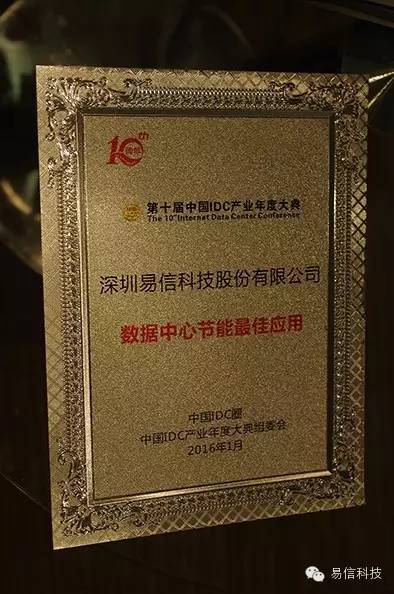 10th
第十届中国IDC产业年度大典
The 10th Internet Data Center Conference
深圳易信科技股份有限公司
数据中心节能最佳应用
中国IDC圈
中国IDC产业年度大典组委会
2016年1月
易信科技